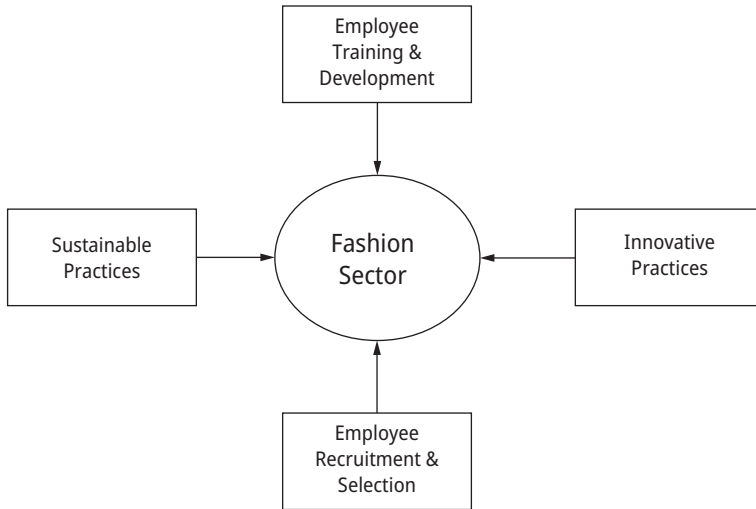 Employee
Training &
Development
Sustainable
Practices
Fashion
Sector
Innovative
Practices
Employee
Recruitment &
Selection